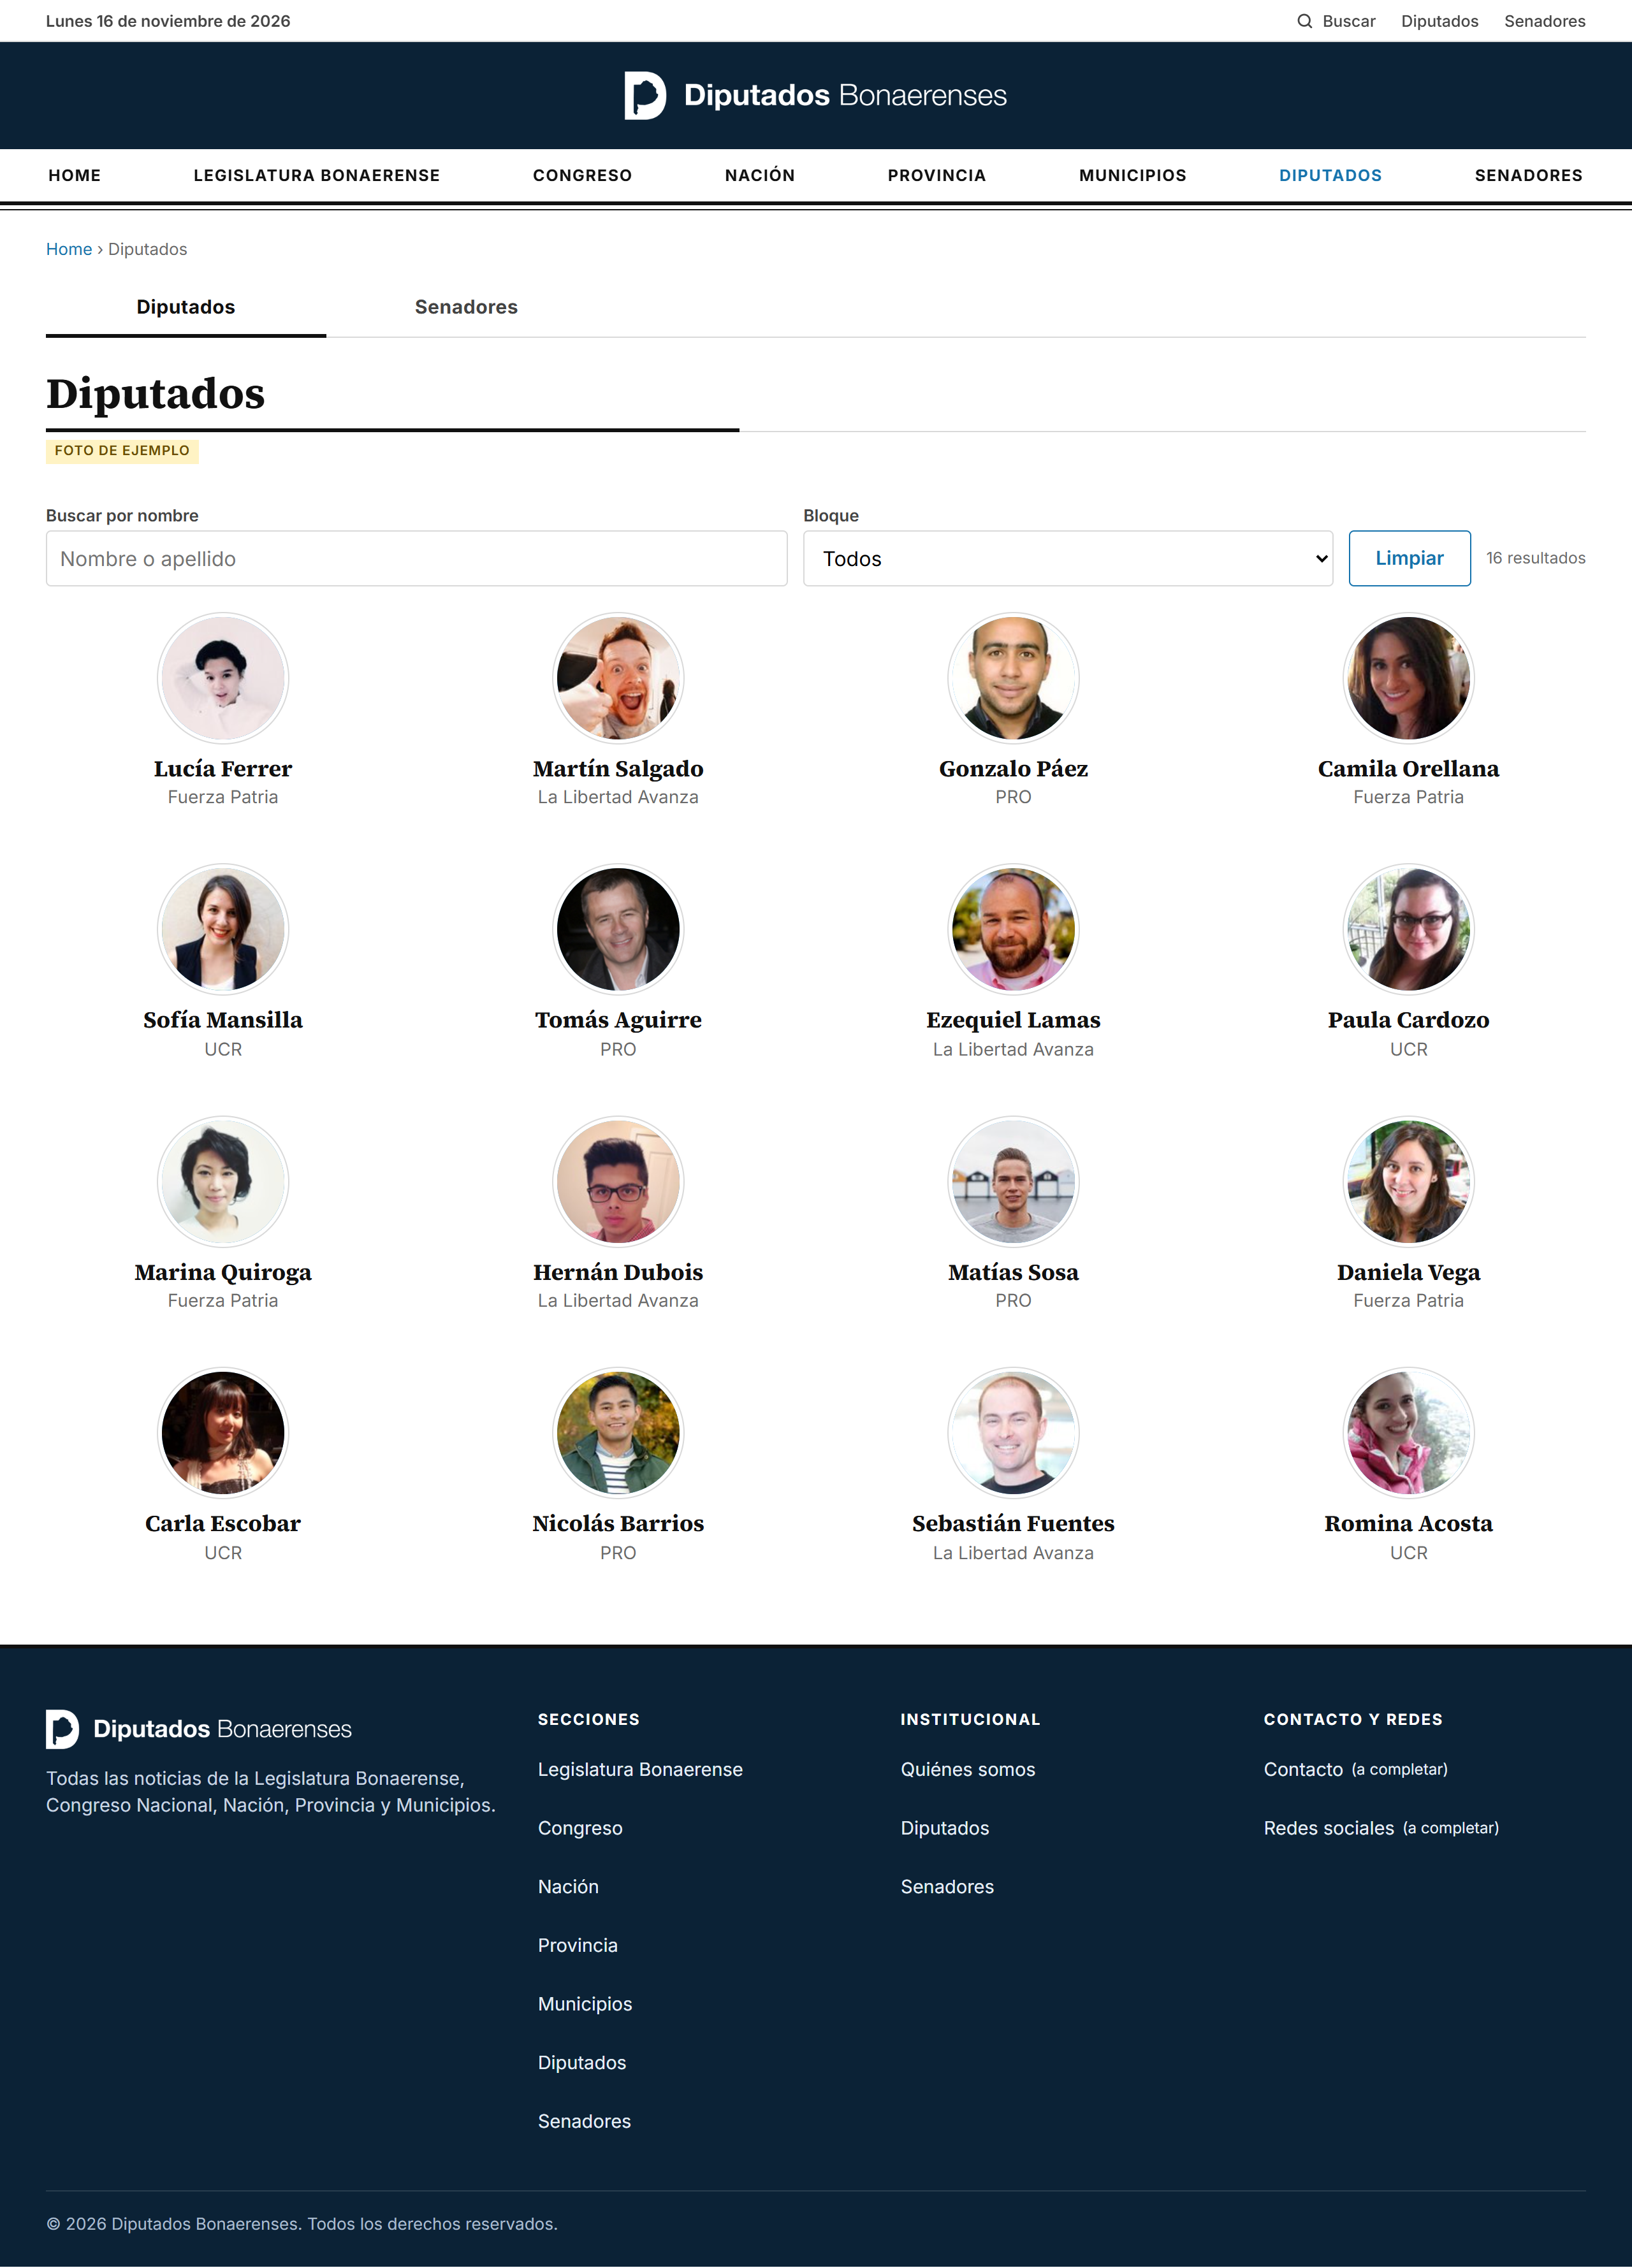 Lunes 16 de noviembre de 2026
Buscar Diputados Senadores
Diputados Bonaerenses
HOME LEGISLATURA BONAERENSE CONGRESO NACIÓN PROVINCIA MUNICIPIOS DIPUTADOS SENADORES
Home › Diputados
Diputados Senadores
Diputados
FOTO DE EJEMPLO
Buscar por nombre
Nombre o apellido
Bloque
Todos
Limpiar
16 resultados
Lucía Ferrer
Fuerza Patria
Martín Salgado
La Libertad Avanza
Gonzalo Páez
PRO
Camila Orellana
Fuerza Patria
Sofía Mansilla
UCR
Tomás Aguirre
PRO
Ezequiel Lamas
La Libertad Avanza
Paula Cardozo
UCR
Marina Quiroga
Fuerza Patria
Hernán Dubois
La Libertad Avanza
Matías Sosa
PRO
Daniela Vega
Fuerza Patria
Carla Escobar
UCR
Nicolás Barrios
PRO
Sebastián Fuentes
La Libertad Avanza
Romina Acosta
UCR
Diputados Bonaerenses
Todas las noticias de la Legislatura Bonaerense,
Congreso Nacional, Nación, Provincia y Municipios.
SECCIONES
Legislatura Bonaerense
Congreso
Nación
Provincia
Municipios
Diputados
Senadores
INSTITUCIONAL
Quiénes somos
Diputados
Senadores
CONTACTO Y REDES
Contacto (a completar)
Redes sociales (a completar)
© 2026 Diputados Bonaerenses. Todos los derechos reservados.